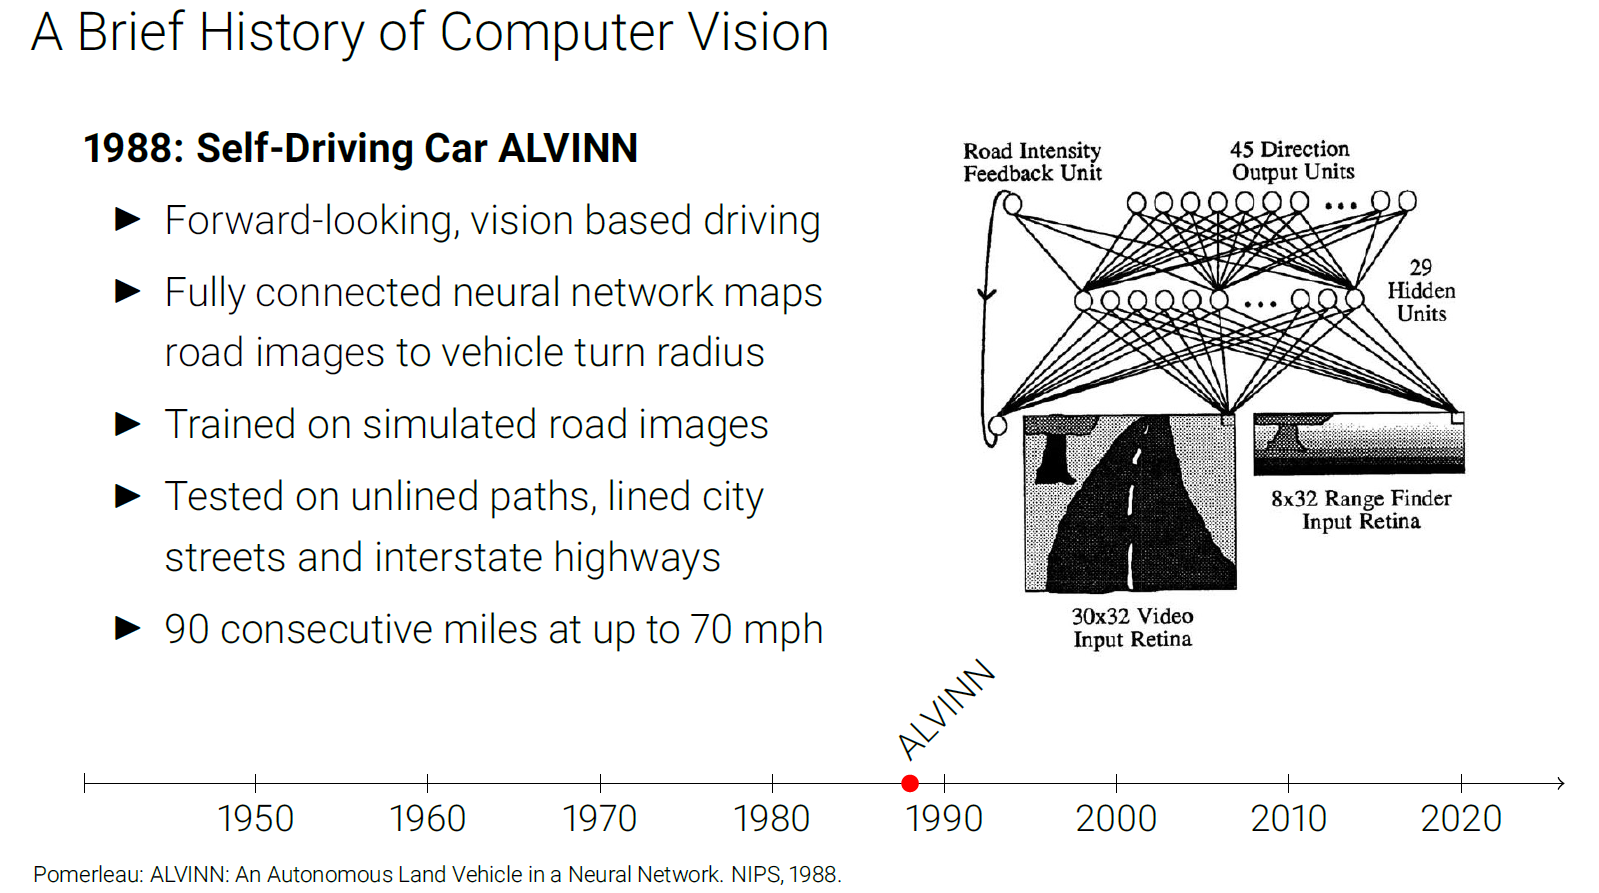 A Brief History of Computer Vision
1988: Self-Driving Car ALVINN
► Forward-looking, vision based driving
► Fully connected neural network maps
road images to vehicle turn radius
► Trained on simulated road images
► Tested on unlined paths, lined city
streets and interstate highways
► 90 consecutive miles at up to 70 mph
Road Intensity
Feedback Unit
45 Direction
Output Units
29
Hidden
Units
8x32 Range Finder
Input Retina
30x32 Video
Input Retina
ALVINN
1950 1960 1970 1980 1990 2000 2010 2020
Pomerleau: ALVINN: An Autonomous Land Vehicle in a Neural Network. NIPS, 1988.